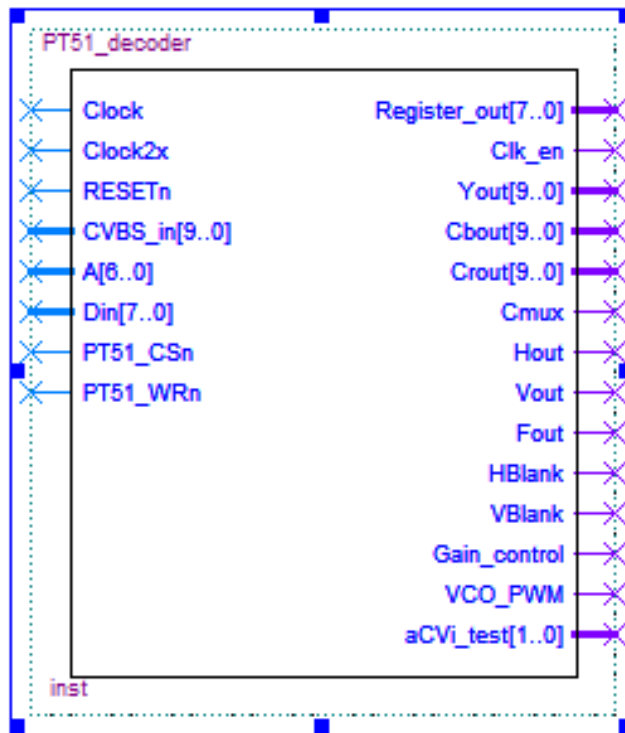 PT51_decoder
Clock
Clock2x
RESETn
CVBS_in[9..0]
A[6..0]
Din[7..0]
PT51_CSn
PT51_WRn
Register_out[7..0]
Clk_en
Yout[9..0]
Cbout[9..0]
Crout[9..0]
Cmux
Hout
Vout
Fout
HBlank
VBlank
Gain_control
VCO_PWM
aCVi_test[1..0]
inst